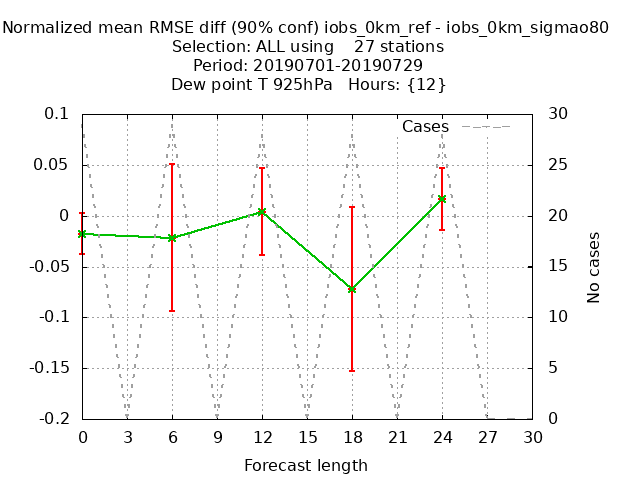 Normalized mean RMSE diff (90% conf) iobs_0km_ref - iobs_0km_sigmao80
Selection: ALL using    27 stations
Period: 20190701-20190729
Dew point T 925hPa   Hours: {12}
Cases
0.1
0.05
0
-0.05
-0.1
-0.15
-0.2
30
25
20
15
10
5
0
No cases
0 3 6 9 12 15 18 21 24 27 30
Forecast length